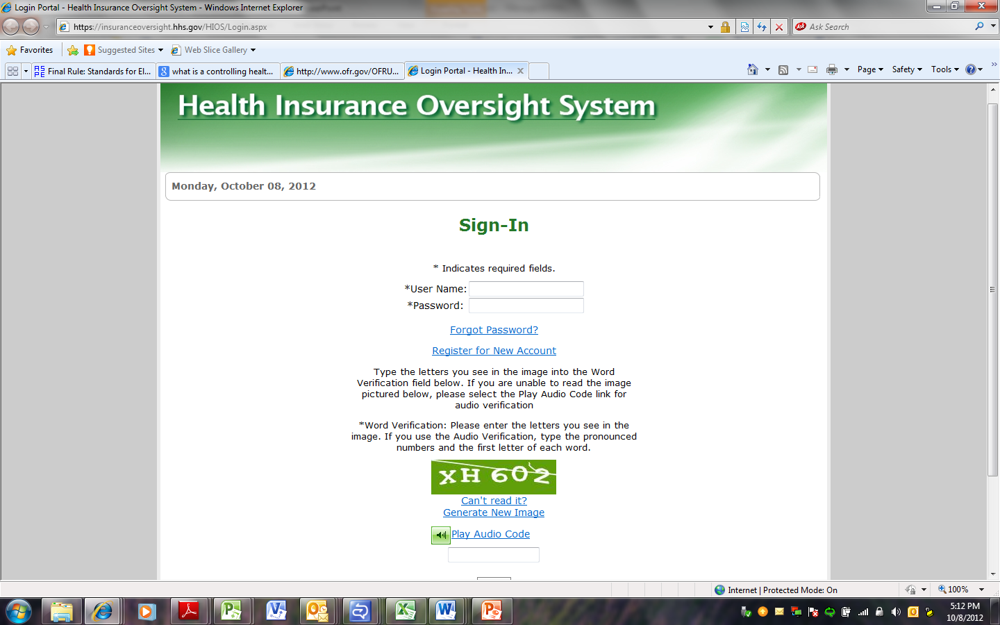 Login Portal - Health Insurance Oversight System - Windows Internet Explorer
https://insuranceoversight.hhs.gov/HIOS/Login.aspx
Ask Search
Favorites Suggested Sites Web Slice Gallery
Final Rule: Standards for El... what is a controlling healt... http://www.ofr.gov/OFRU... Login Portal - Health In... Page Safety Tools
Health Insurance Oversight System
Monday, October 08, 2012
Sign-In
* Indicates required fields.
*User Name:
*Password:
Forgot Password?
Register for New Account
Type the letters you see in the image into the Word
Verification field below. If you are unable to read the image
pictured below, please select the Play Audio Code link for
audio verification
*Word Verification: Please enter the letters you see in the
image. If you use the Audio Verification, type the pronounced
numbers and the first letter of each word.
XH 602
Can't read it?
Generate New Image
Play Audio Code
Internet | Protected Mode: On 100%
5:12 PM
10/8/2012